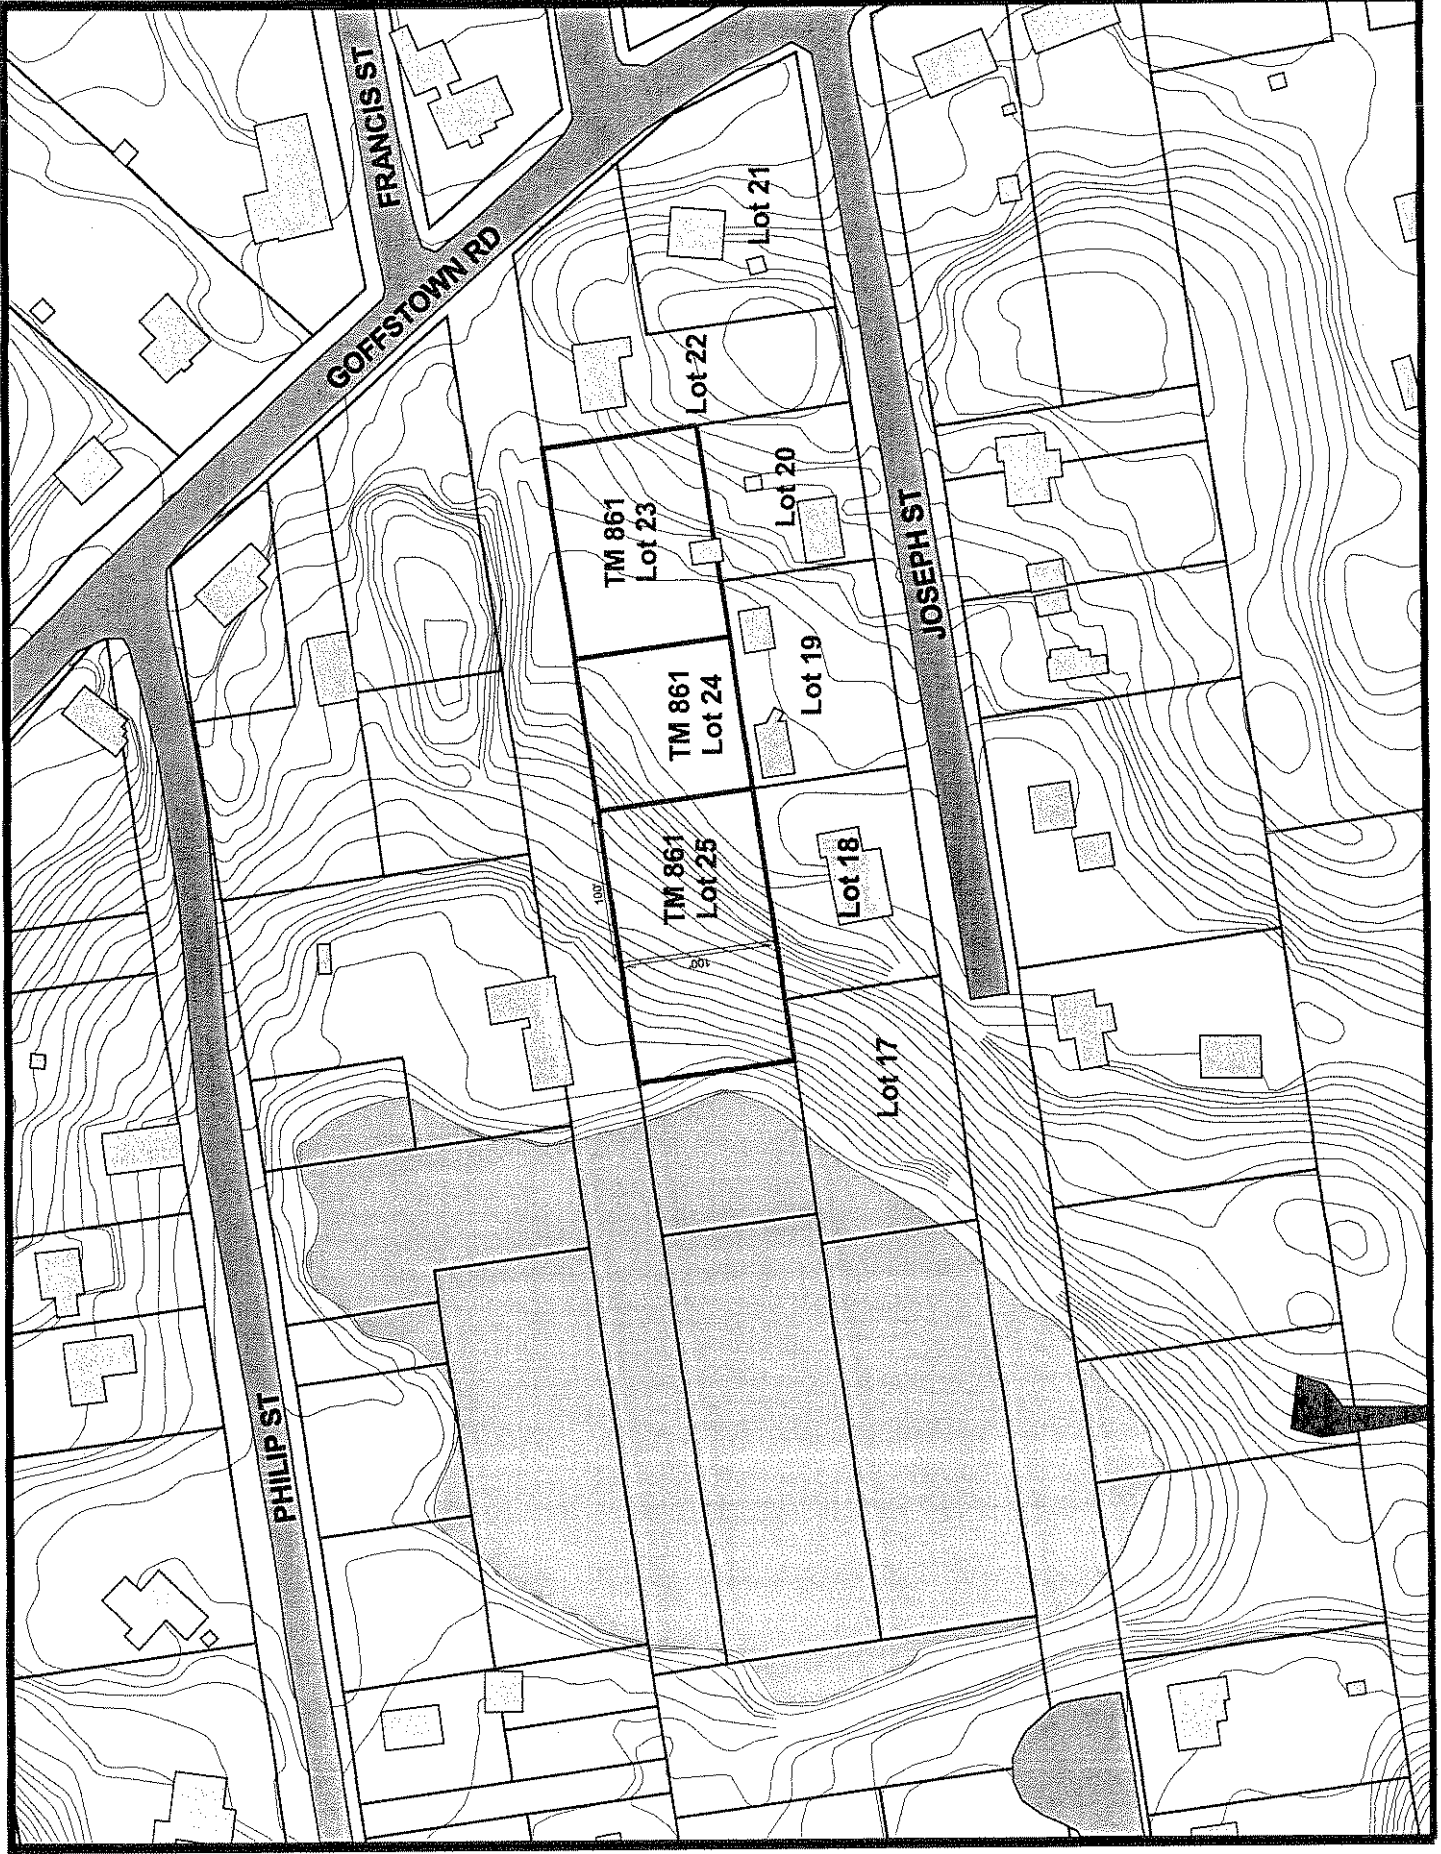 FRANCIS ST
GOFFSTOWN RD
Lot 21
Lot 22
Lot 20
TM 861
Lot 23
JOSEPH ST
Lot 19
TM 861
Lot 24
TM 861
Lot 25
100'
100'
Lot 18
Lot 17
PHILIP ST